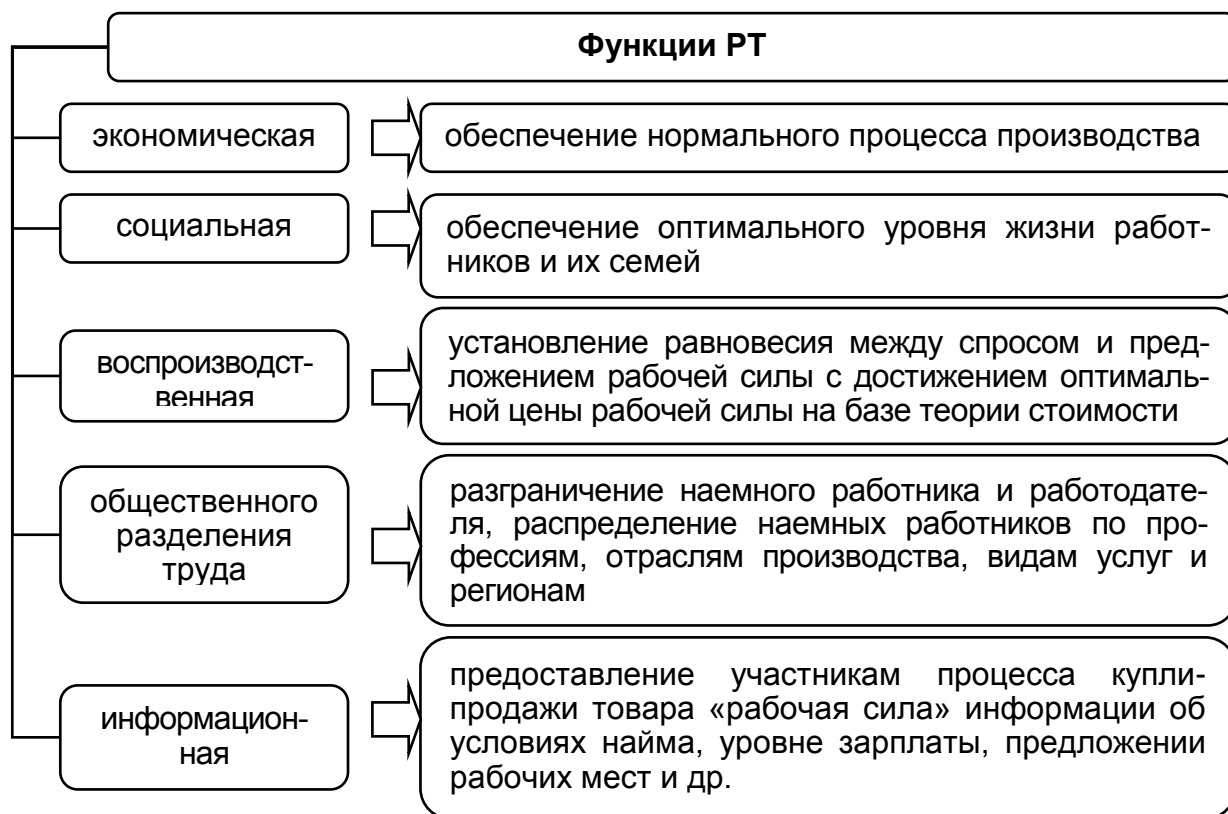 Функции РТ
экономическая
обеспечение нормального процесса производства
социальная
обеспечение оптимального уровня жизни работ-
ников и их семей
воспроизводст-
венная
установление равновесия между спросом и пред-
ложением рабочей силы с достижением оптималь-
ной цены рабочей силы на базе теории стоимости
общественного
разделения
труда
разграничение наемного работника и работодате-
ля, распределение наемных работников по про-
фессиям, отраслям производства, видам услуг и
регионам
информацион-
ная
предоставление участникам процесса купли-
продажи товара «рабочая сила» информации об
условиях найма, уровне зарплаты, предложении
рабочих мест и др.